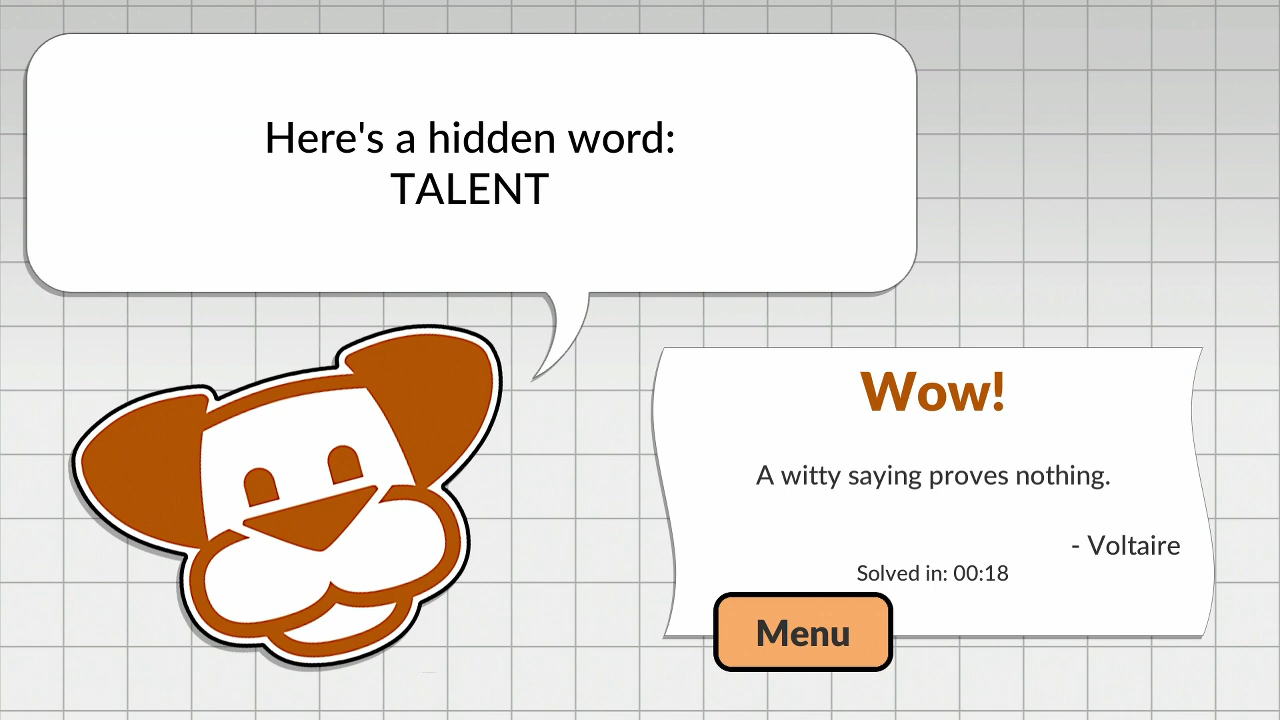 Here's a hidden word:
TALENT
Wow!
A witty saying proves nothing.
- Voltaire
Solved in: 00:18
Menu